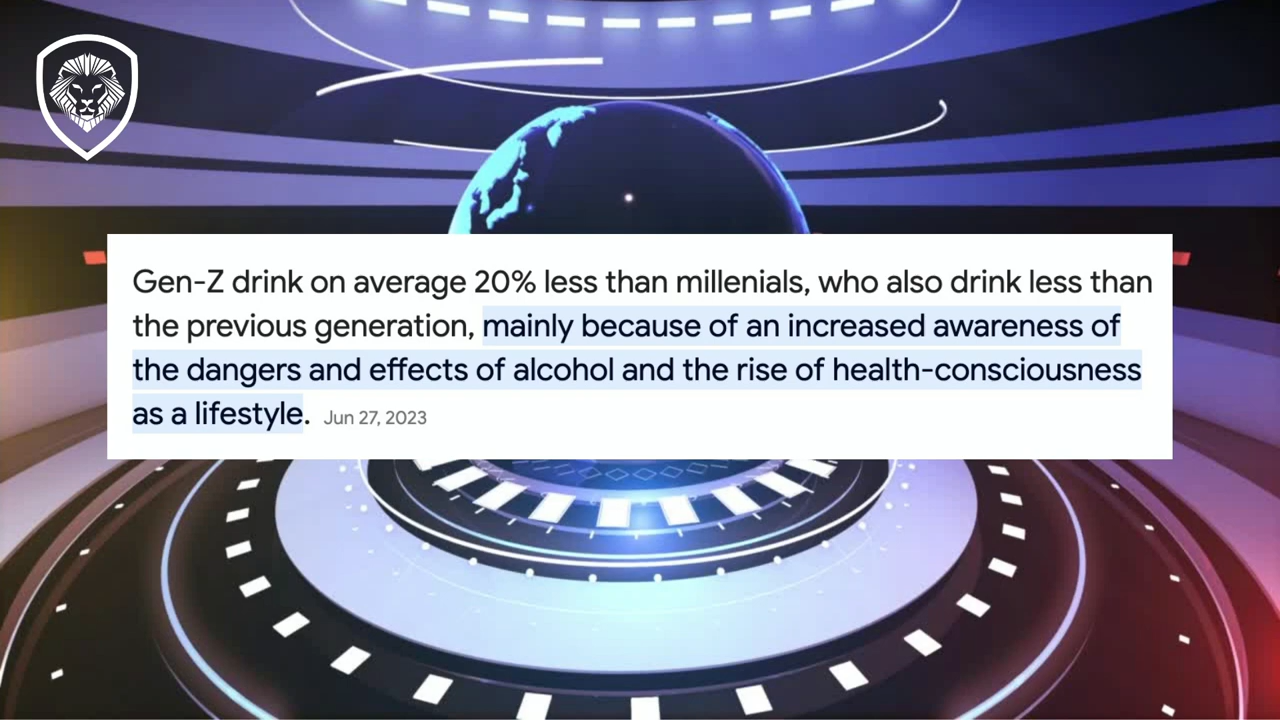 Gen-Z drink on average 20% less than millenials, who also drink less than
the previous generation, mainly because of an increased awareness of
the dangers and effects of alcohol and the rise of health-consciousness
as a lifestyle. Jun 27, 2023